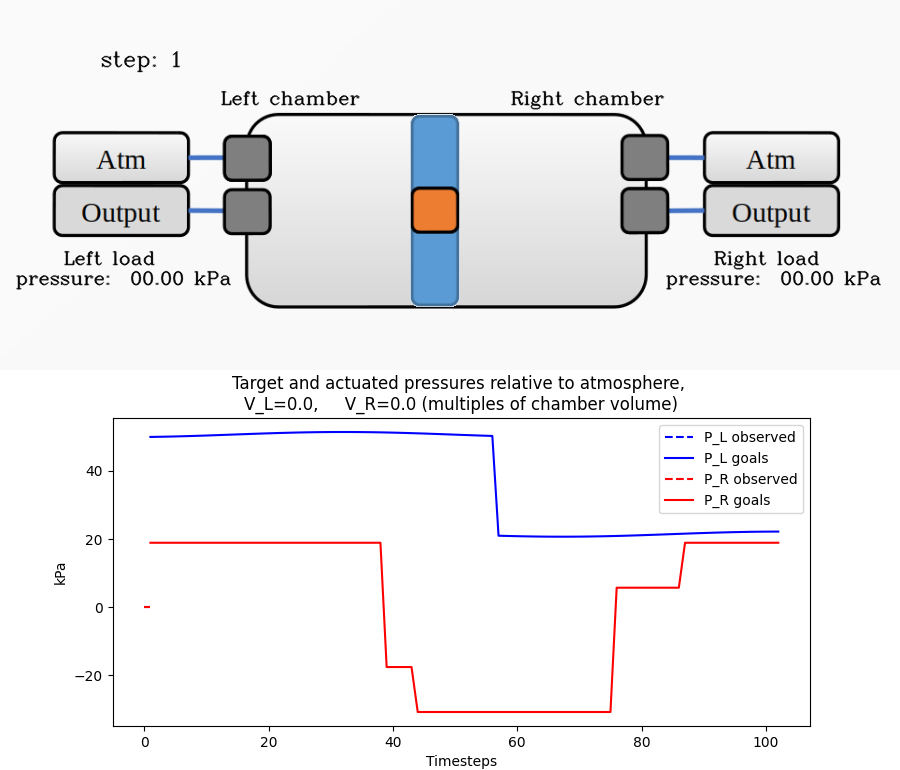 step: 1
Left chamber
Right chamber
Atm
Atm
Output
Output
Left load
pressure: 00.00 kPa
Right load
pressure: 00.00 kPa
Target and actuated pressures relative to atmosphere,
V_L=0.0, V_R=0.0 (multiples of chamber volume)
P_L observed
P_L goals
P_R observed
P_R goals
kPa
40
20
0
−20
0 20 40 60 80 100
Timesteps